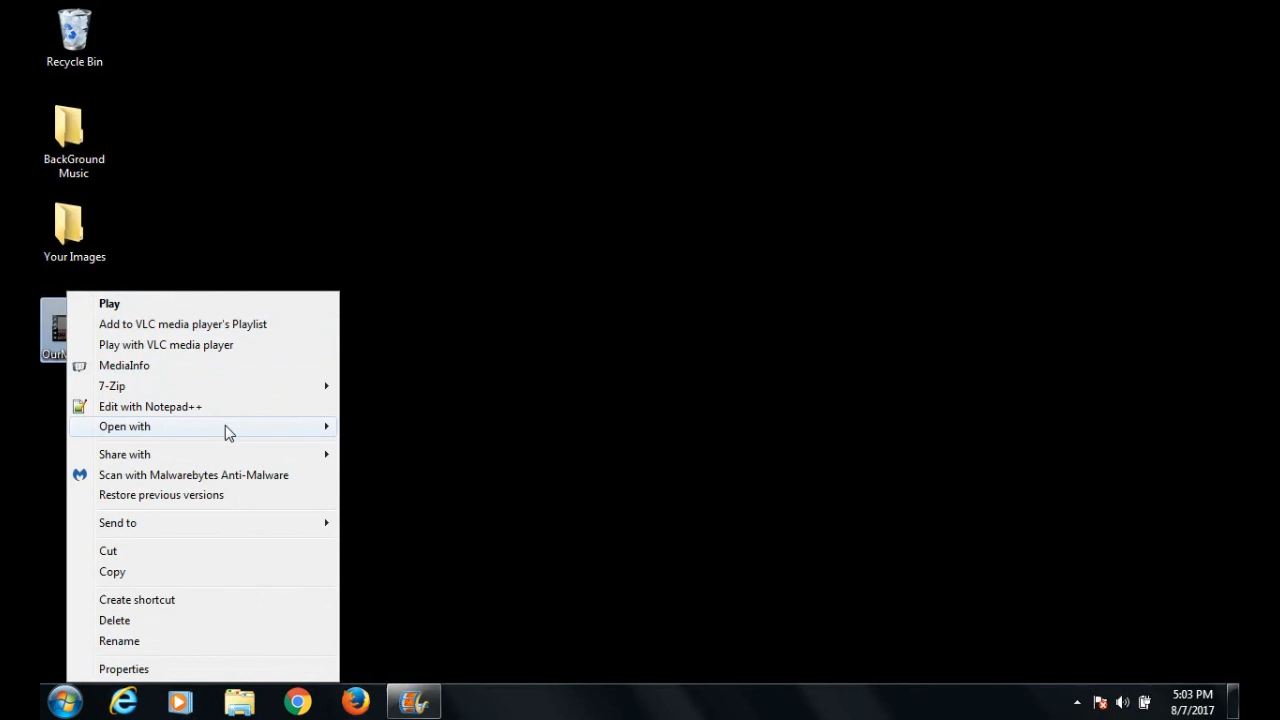 Recycle Bin
BackGround
Music
Your Images
Play
Add to VLC media player's Playlist
Play with VLC media player
MediaInfo
7-Zip
Edit with Notepad++
Open with
Share with
Scan with Malwarebytes Anti-Malware
Restore previous versions
Send to
Cut
Copy
Create shortcut
Delete
Rename
Properties
5:03 PM
8/7/2017